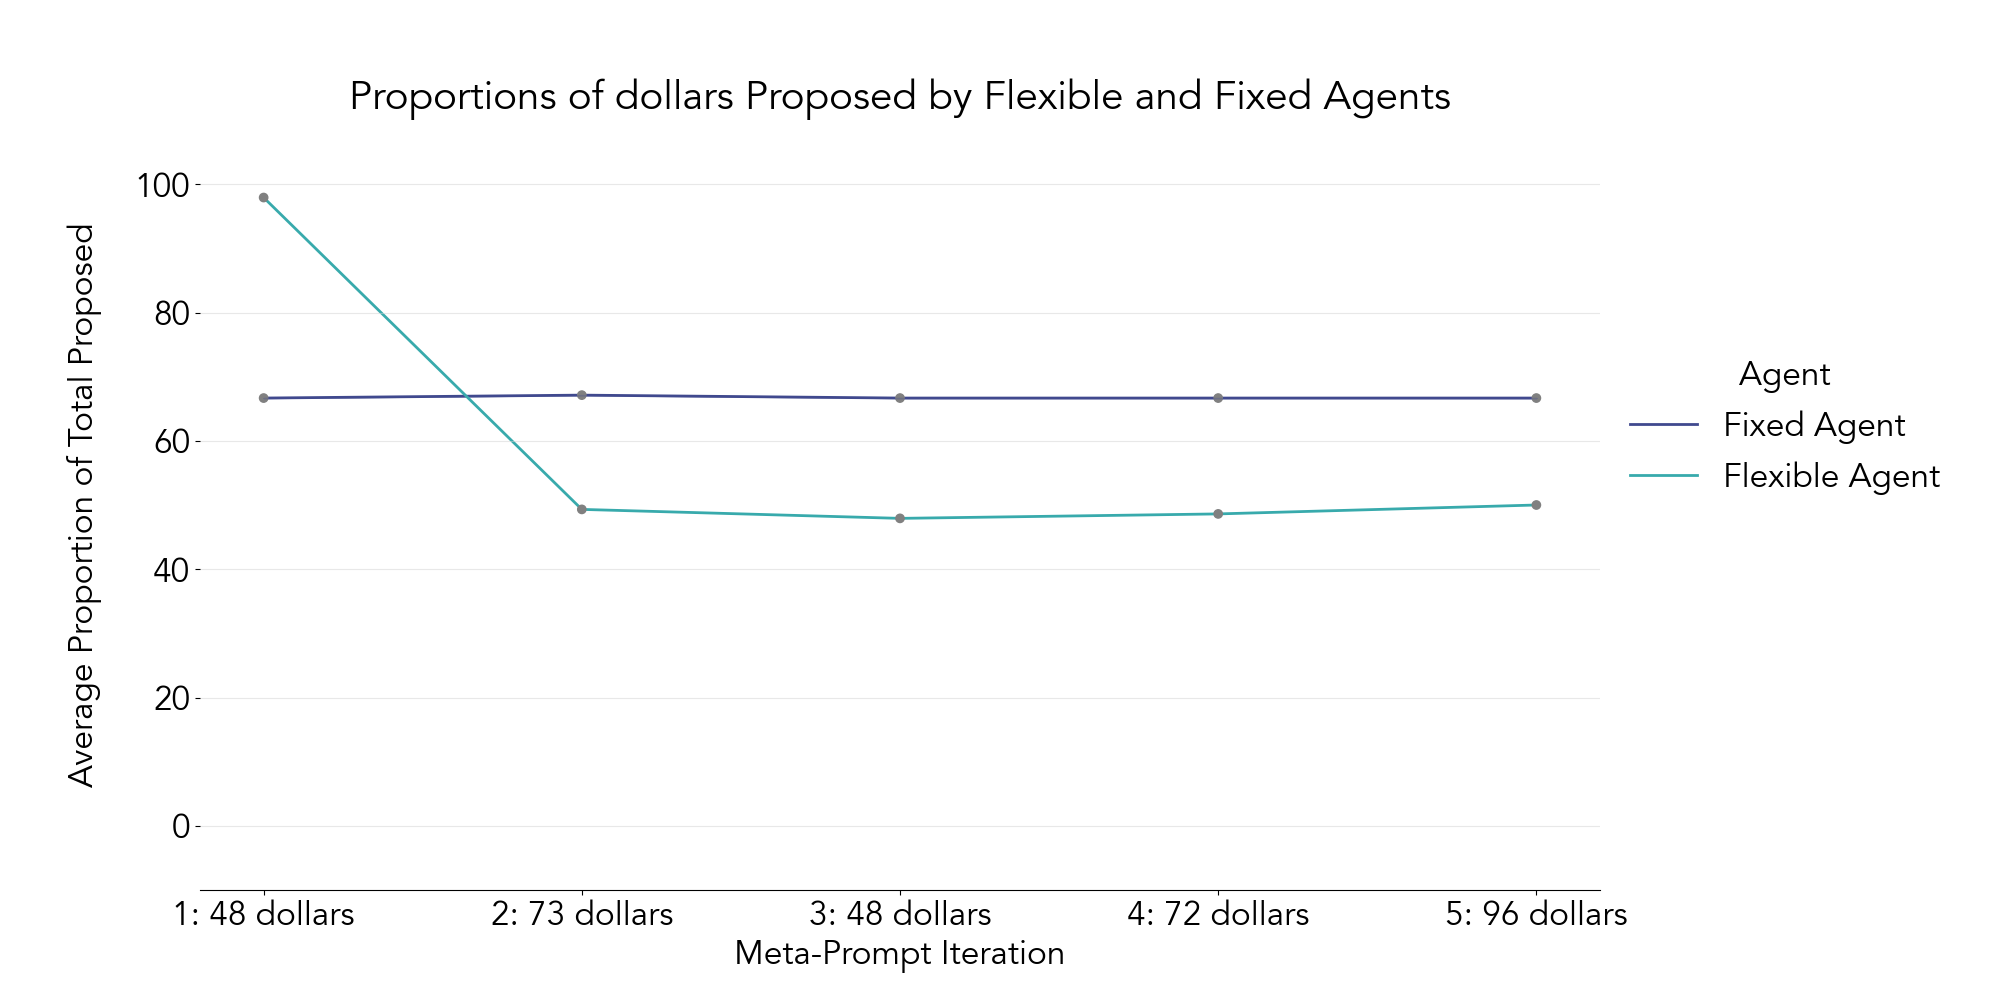 Proportions of dollars Proposed by Flexible and Fixed Agents
Average Proportion of Total Proposed
100
80
60
40
20
0
1: 48 dollars
2: 73 dollars
3: 48 dollars
4: 72 dollars
5: 96 dollars
Meta-Prompt Iteration
Agent
Fixed Agent
Flexible Agent